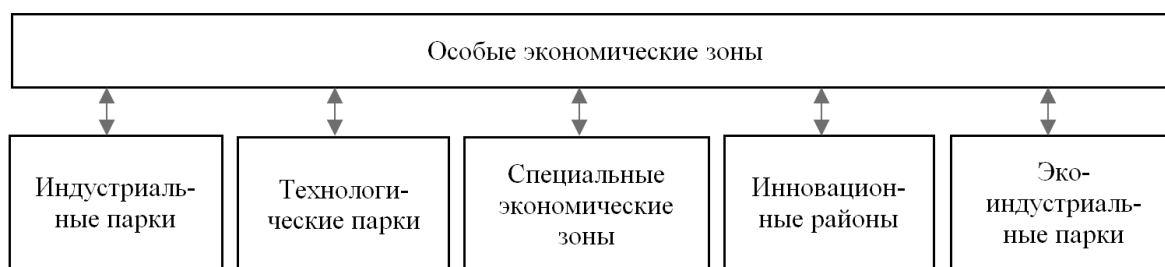 Особые экономические зоны
Индустриаль-
ные парки
Технологи-
ческие парки
Специальные
экономические
зоны
Инновацион-
ные районы
Эко-
индустриаль-
ные парки